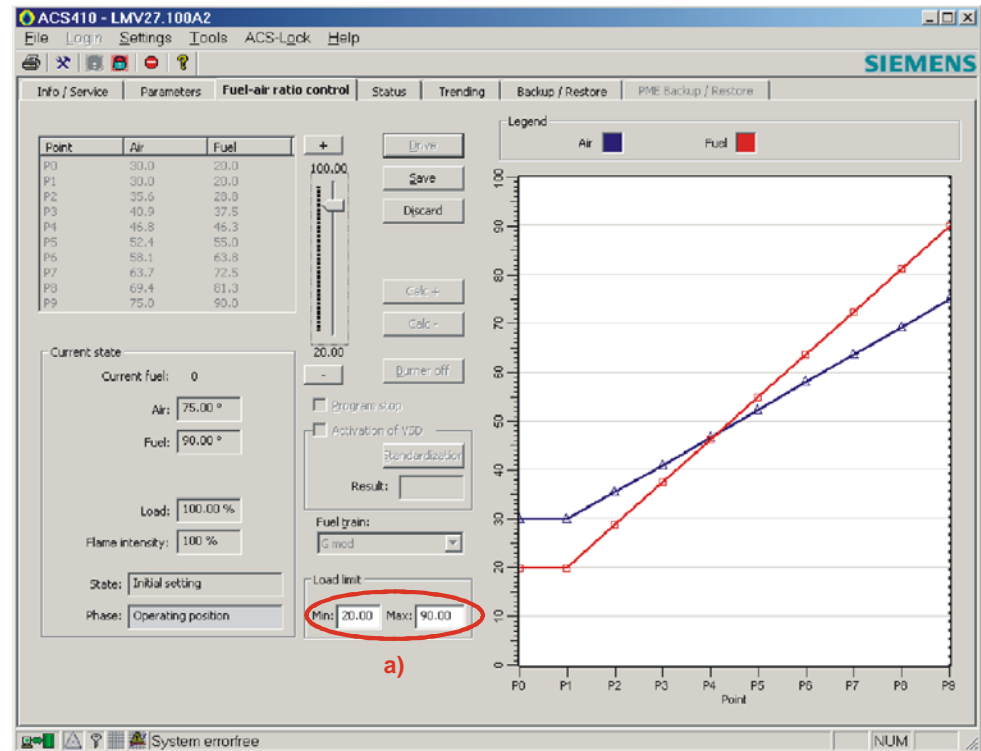 ACS410 - LMV27.100A2
File Login Settings Tools ACS-Lock Help
SIEMENS
Info / Service Parameters Fuel-air ratio control Status Trending Backup / Restore PME Backup / Restore
Point Air Fuel
P0 30.0 20.0
P1 30.0 20.0
P2 35.6 28.8
P3 40.9 37.5
P4 46.8 46.3
P5 52.4 55.0
P6 58.1 63.8
P7 63.7 72.5
P8 69.4 81.3
P9 75.0 90.0
+
100.00
20.00
-
Drive
Save
Discard
Calc +
Calc -
Burner off
Current state
Current fuel: 0
Air: 75.00 °
Fuel: 90.00 °
Load: 100.00 %
Flame intensity: 100 %
State: Initial setting
Phase: Operating position
Program stop
Activation of VSD
Standardization
Result:
Fuel train:
G mod
Load limit
Min: 20.00 Max: 90.00
a)
Legend
Air Fuel
100
90
80
70
60
50
40
30
20
10
0
P0 P1 P2 P3 P4 P5 P6 P7 P8 P9
Point
System errorfree
NUM